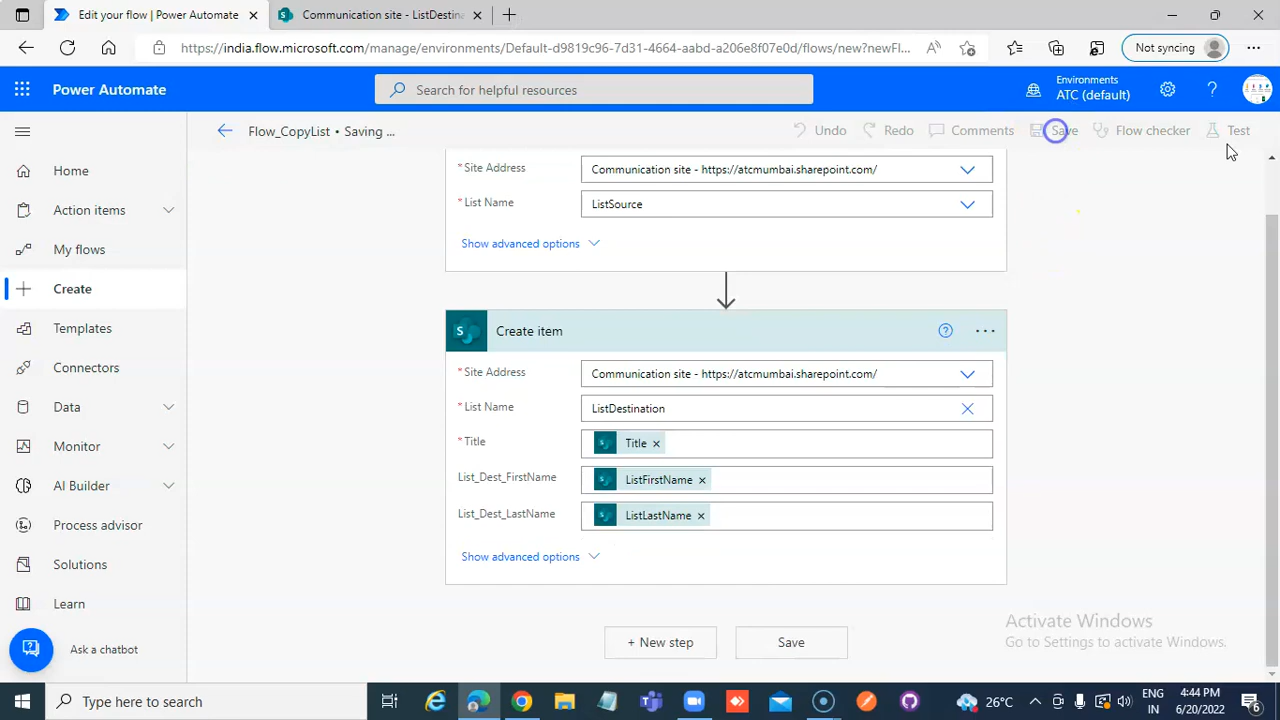 Edit your flow | Power Automate
Communication site - ListDestina
https://india.flow.microsoft.com/manage/environments/Default-d9819c96-7d31-4664-aabd-a206e8f07e0d/flows/new?newFl...
Not syncing
Power Automate
Search for helpful resources
Environments
ATC (default)
Flow_CopyList • Saving ...
Undo
Redo
Comments
Save
Flow checker
Test
Home
Action items
My flows
Create
Templates
Connectors
Data
Monitor
AI Builder
Process advisor
Solutions
Learn
Ask a chatbot
* Site Address
Communication site - https://atcmumbai.sharepoint.com/
* List Name
ListSource
Show advanced options
Create item
* Site Address
Communication site - https://atcmumbai.sharepoint.com/
* List Name
ListDestination
* Title
Title
List_Dest_FirstName
ListFirstName
List_Dest_LastName
ListLastName
Show advanced options
+ New step
Save
Activate Windows
Go to Settings to activate Windows.
Type here to search
26°C
ENG
IN
4:44 PM
6/20/2022
6